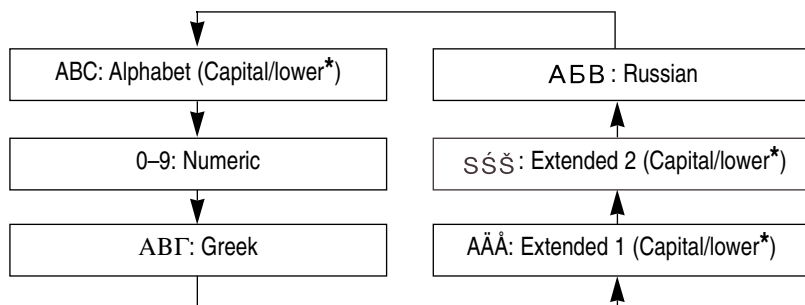 ABC: Alphabet (Capital/lower*)
0–9: Numeric
ΑΒΓ: Greek
АБВ : Russian
SŚŠ: Extended 2 (Capital/lower*)
AÄÅ: Extended 1 (Capital/lower*)